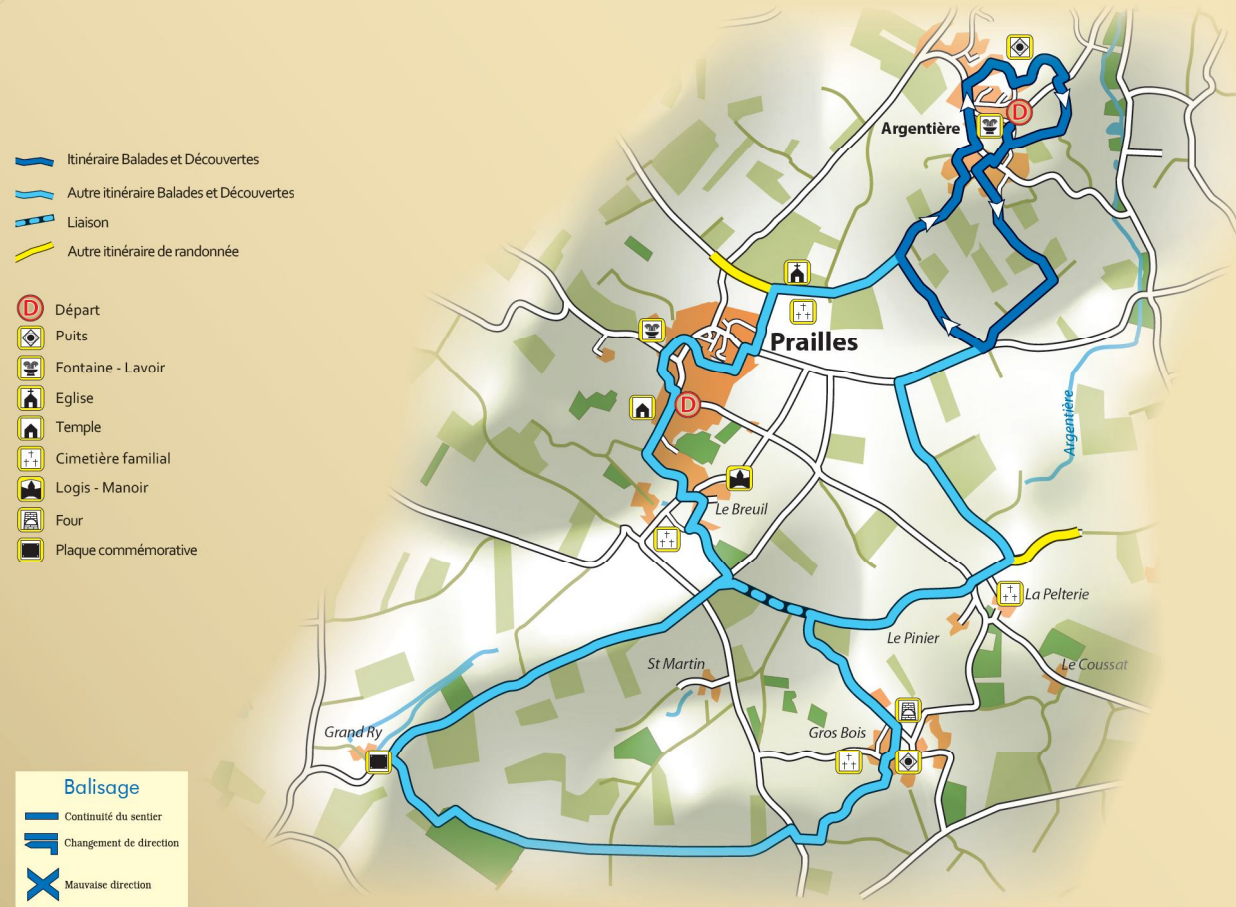 Itinéraire Balades et Découvertes
Autre itinéraire Balades et Découvertes
Liaison
Autre itinéraire de randonnée
D Départ
Puits
Fontaine - Lavoir
Eglise
Temple
Cimetière familial
Logis - Manoir
Four
Plaque commémorative
D
Argentière
Prailles
D
Argentière
Le Breuil
La Pelterie
Le Pinier
St Martin
Le Coussat
Grand Ry
Gros Bois
Balisage
Continuité du sentier
Changement de direction
Mauvaise direction